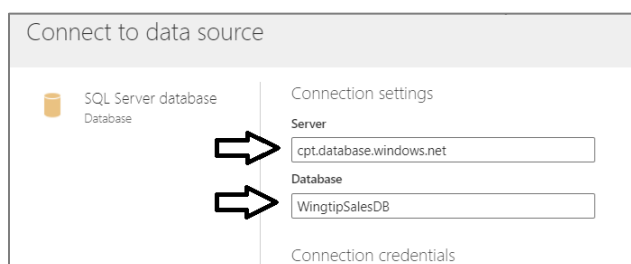 Connect to data source
SQL Server database
Database
Connection settings
Server
cpt.database.windows.net
Database
WingtipSalesDB
Connection credentials